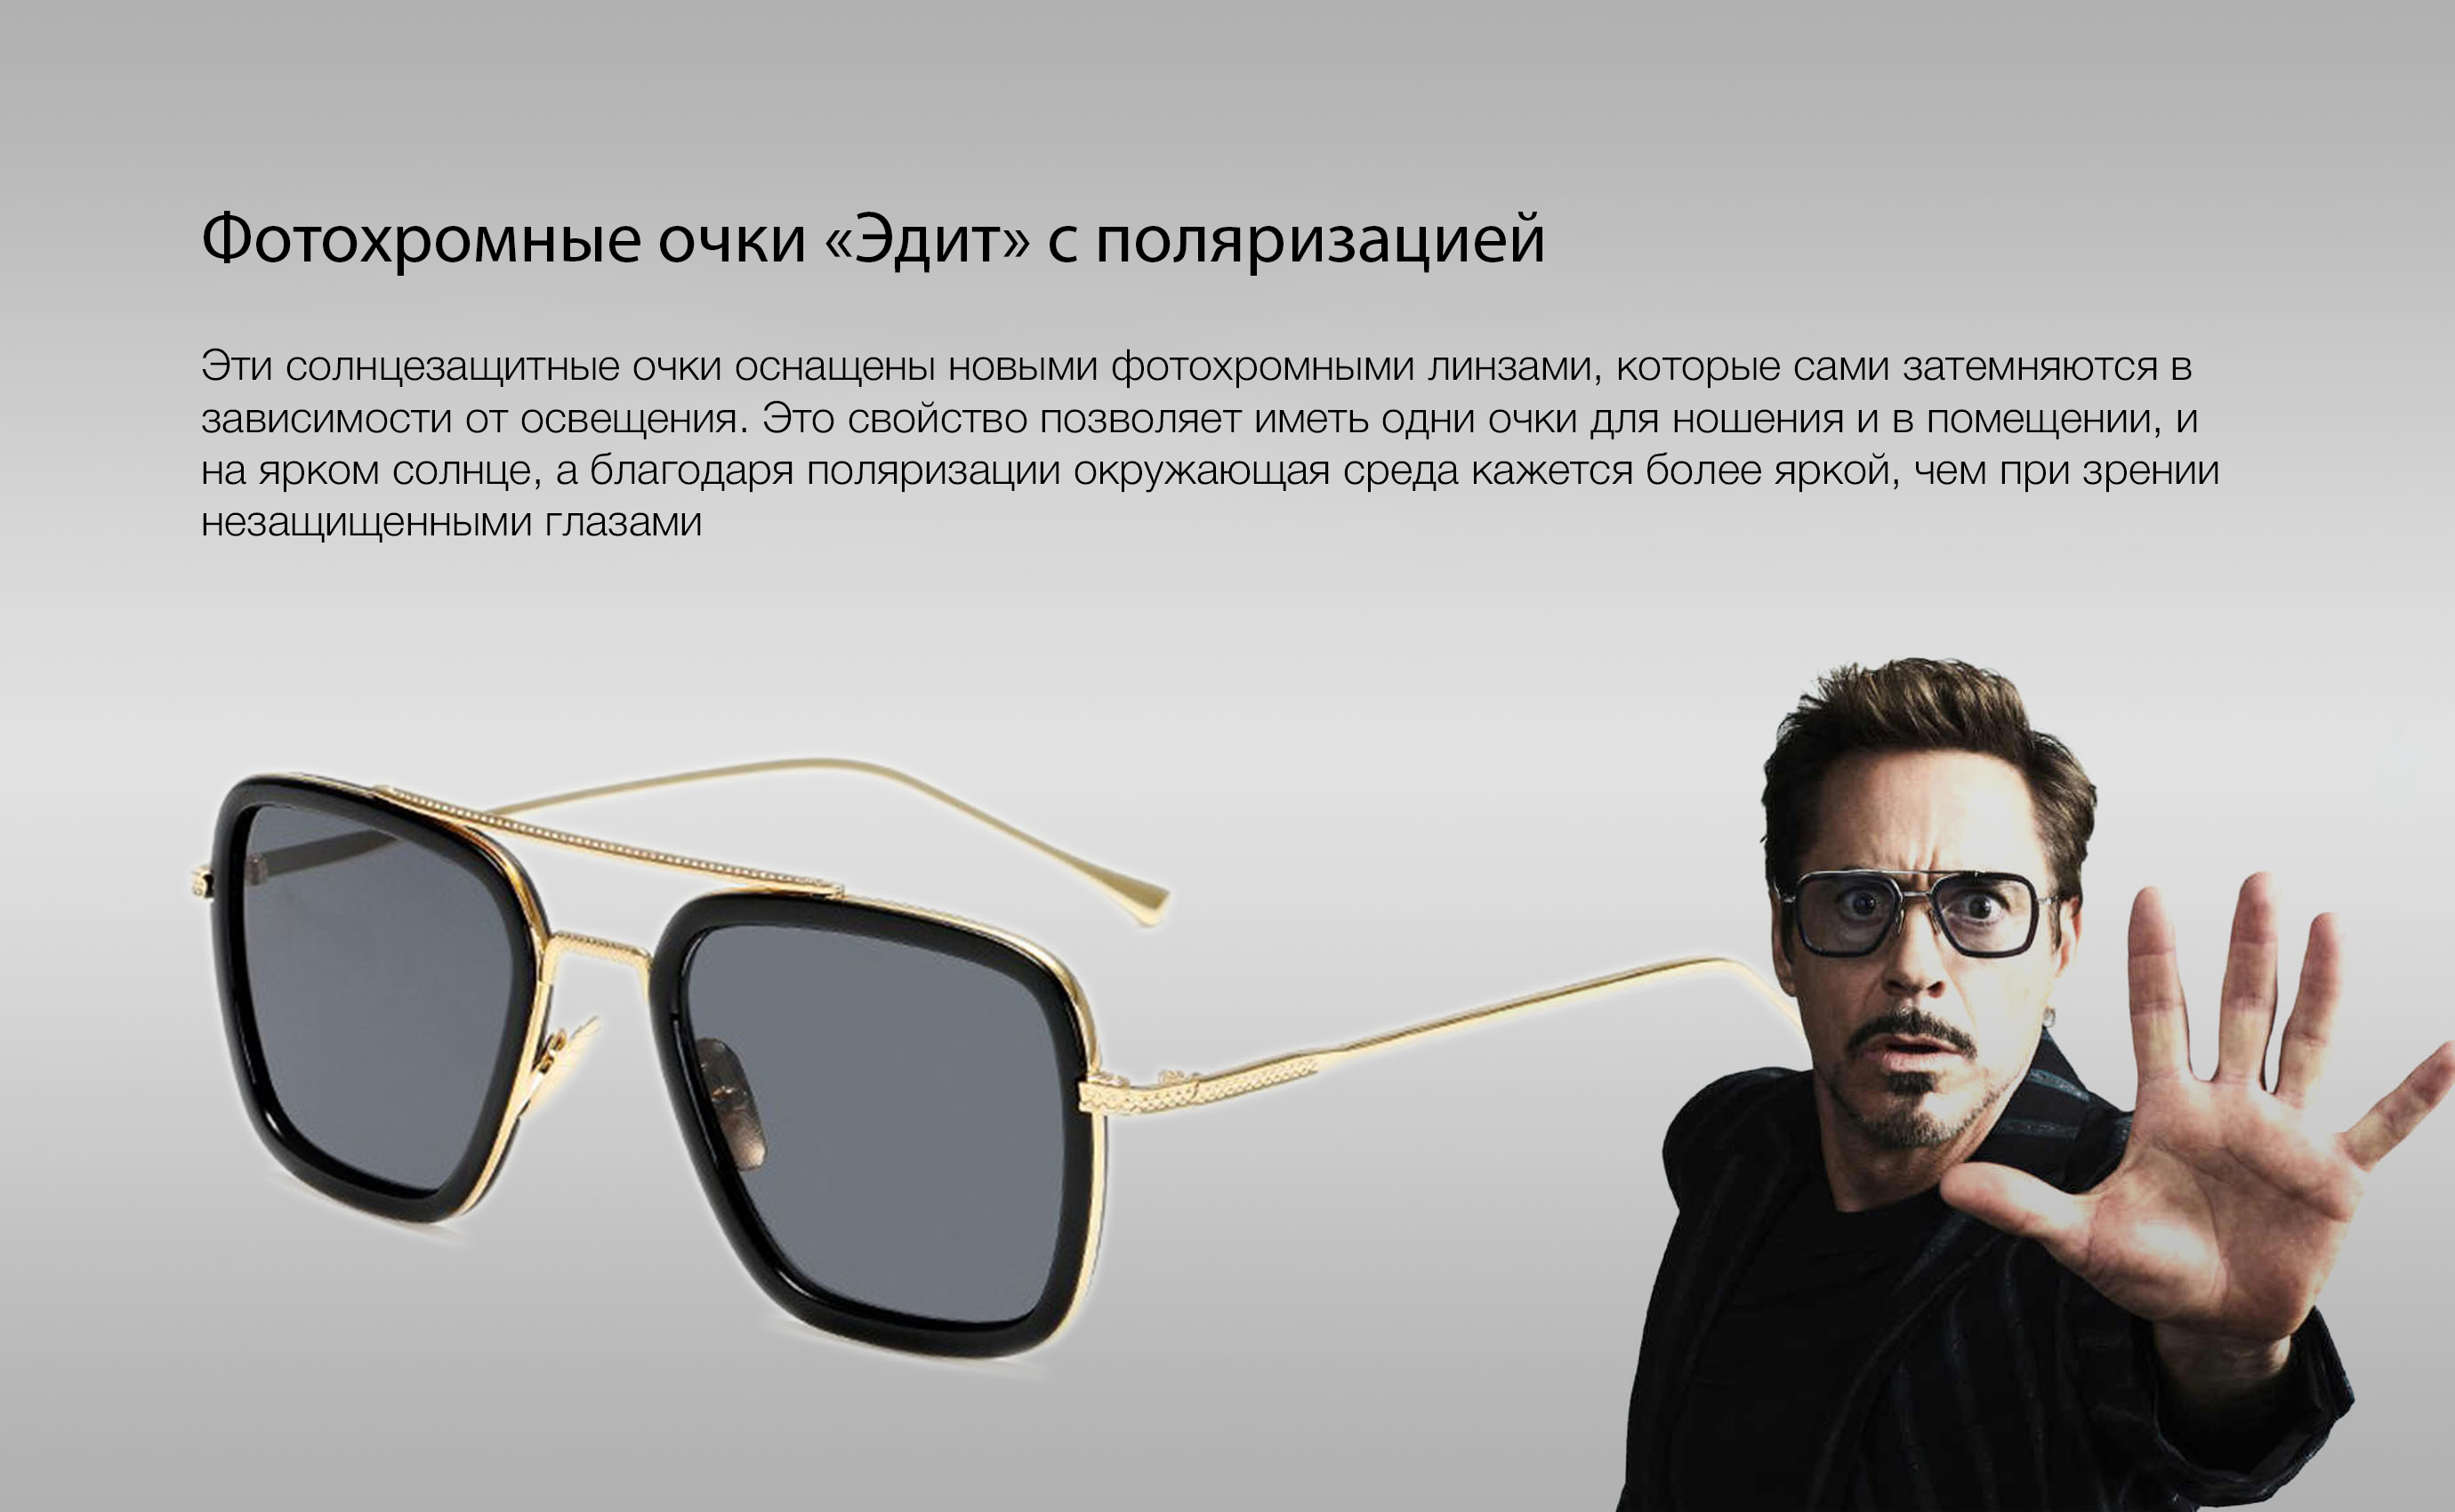 Фотохромные очки «Эдит» с поляризацией
Эти солнцезащитные очки оснащены новыми фотохромными линзами, которые сами затемняются в
зависимости от освещения. Это свойство позволяет иметь одни очки для ношения и в помещении, и
на ярком солнце, а благодаря поляризации окружающая среда кажется более яркой, чем при зрении
незащищенными глазами